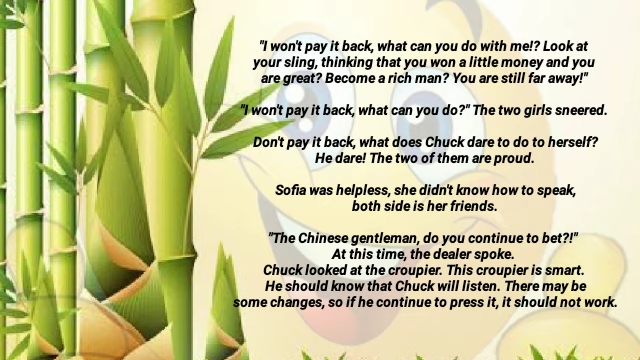 "I won't pay it back, what can you do with me!? Look at
your sling, thinking that you won a little money and you
are great? Become a rich man? You are still far away!"
"I won't pay it back, what can you do?" The two girls sneered.
Don't pay it back, what does Chuck dare to do to herself?
He dare! The two of them are proud.
Sofia was helpless, she didn't know how to speak,
both side is her friends.
"The Chinese gentleman, do you continue to bet?!"
At this time, the dealer spoke.
Chuck looked at the croupier. This croupier is smart.
He should know that Chuck will listen. There may be
some changes, so if he continue to press it, it should not work.